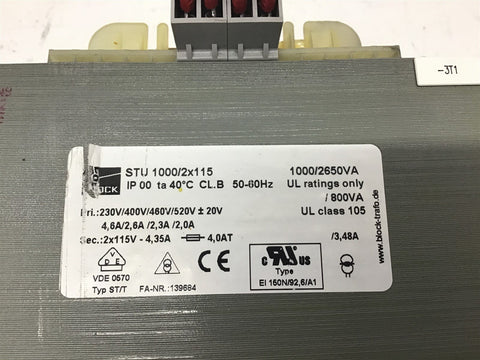 -3T1
STU 1000/2x115 1000/2650VA
IP 00 ta 40°C CL.B 50-60Hz UL ratings only
/ 800VA
Pri.:230V/400V/460V/520V ± 20V UL class 105
4,6A/2,6A /2,3A /2,0A
Sec.:2x115V - 4,35A 4,0AT /3,48A
www.block-trafo.de
VDE
VDE 0570
Typ ST/T
FA-NR.:139694
CE
c RU us
Type
EI 150N/92,6/A1